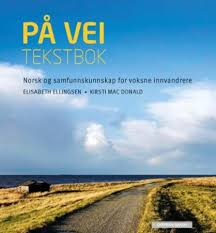 PÅ VEI
TEKSTBOK
Norsk og samfunnskunnskap for voksne innvandrere
ELISABETH ELLINGSEN • KIRSTI MAC DONALD